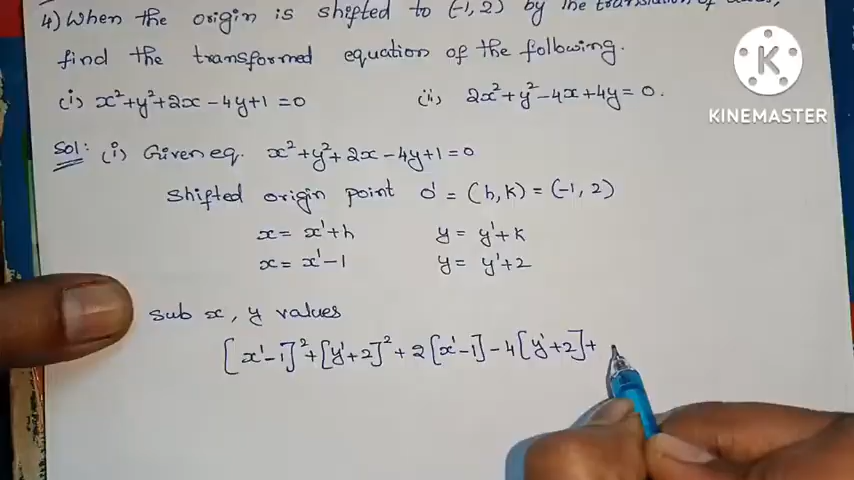 4) When the origin is shifted to (-1, 2) by the translation of axes,
find the transformed equation of the following.
(i) x²+y²+2x-4y+1=0 (ii) 2x²+y²-4x+4y=0.
Sol: (i) Given eq. x²+y²+2x-4y+1=0
Shifted origin point O' = (h, k) = (-1, 2)
x = x'+h y = y'+k
x = x'-1 y = y'+2
sub x, y values
[x'-1]²+[y'+2]²+2[x'-1]-4[y'+2]+
K
KINEMASTER